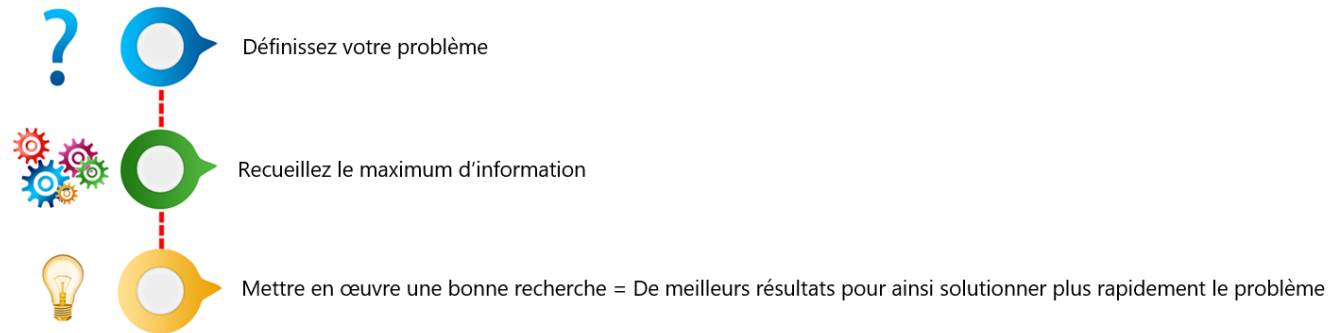 Définissez votre problème
Recueillez le maximum d'information
Mettre en œuvre une bonne recherche = De meilleurs résultats pour ainsi solutionner plus rapidement le problème